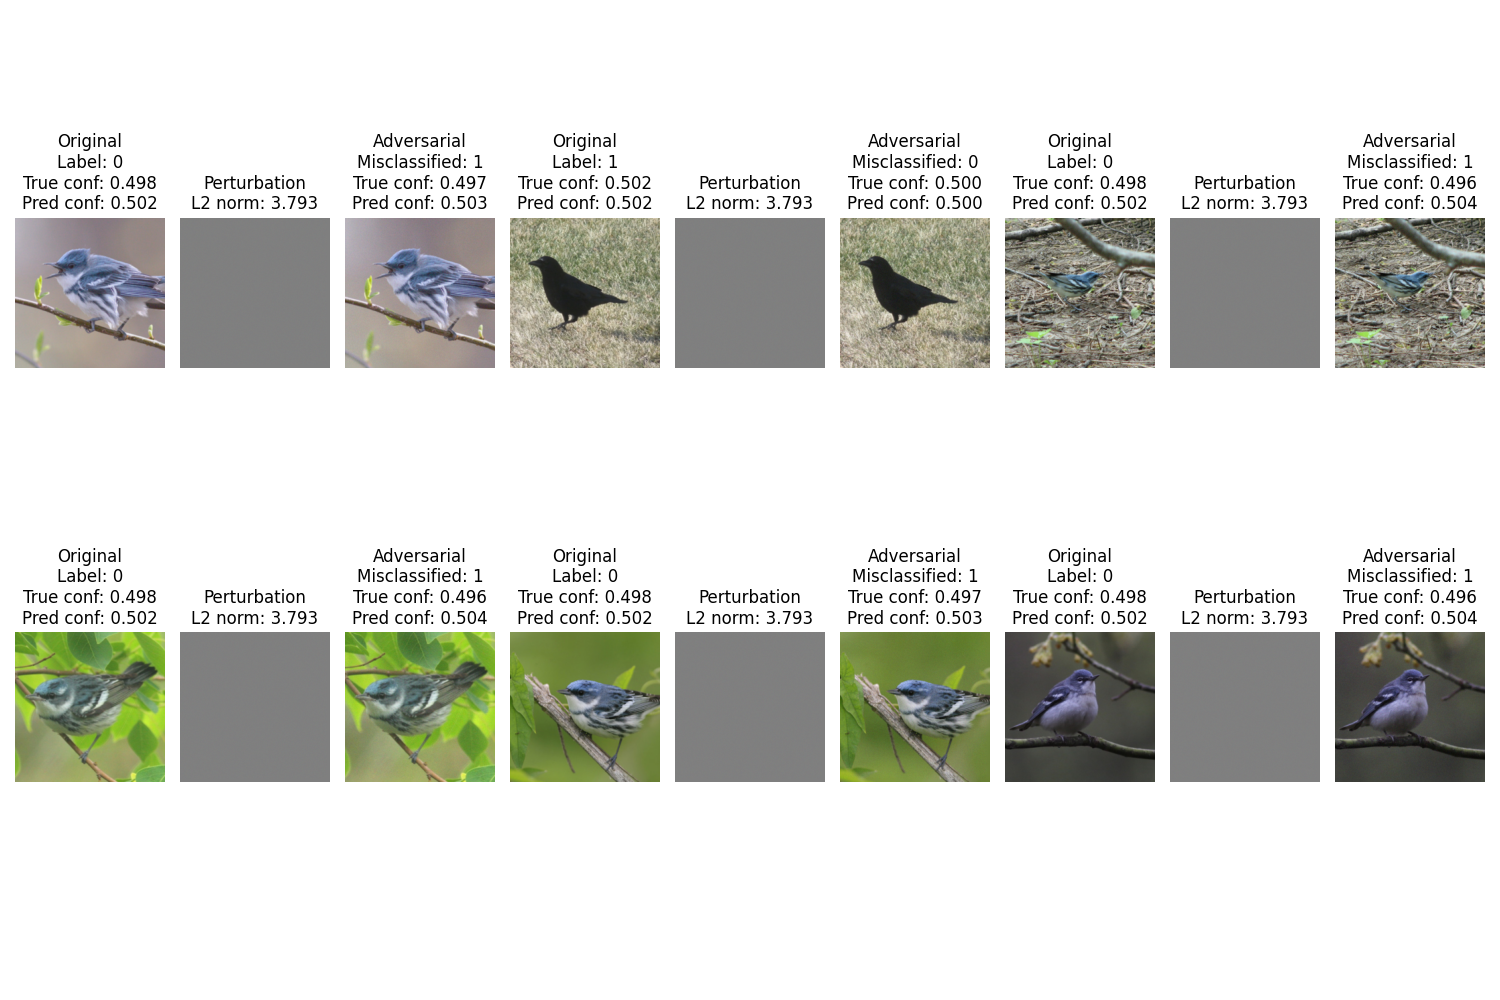 Original
Label: 0
True conf: 0.498
Pred conf: 0.502
Perturbation
L2 norm: 3.793
Adversarial
Misclassified: 1
True conf: 0.497
Pred conf: 0.503
Original
Label: 1
True conf: 0.502
Pred conf: 0.502
Perturbation
L2 norm: 3.793
Adversarial
Misclassified: 0
True conf: 0.500
Pred conf: 0.500
Original
Label: 0
True conf: 0.498
Pred conf: 0.502
Perturbation
L2 norm: 3.793
Adversarial
Misclassified: 1
True conf: 0.496
Pred conf: 0.504
Original
Label: 0
True conf: 0.498
Pred conf: 0.502
Perturbation
L2 norm: 3.793
Adversarial
Misclassified: 1
True conf: 0.496
Pred conf: 0.504
Original
Label: 0
True conf: 0.498
Pred conf: 0.502
Perturbation
L2 norm: 3.793
Adversarial
Misclassified: 1
True conf: 0.497
Pred conf: 0.503
Original
Label: 0
True conf: 0.498
Pred conf: 0.502
Perturbation
L2 norm: 3.793
Adversarial
Misclassified: 1
True conf: 0.496
Pred conf: 0.504